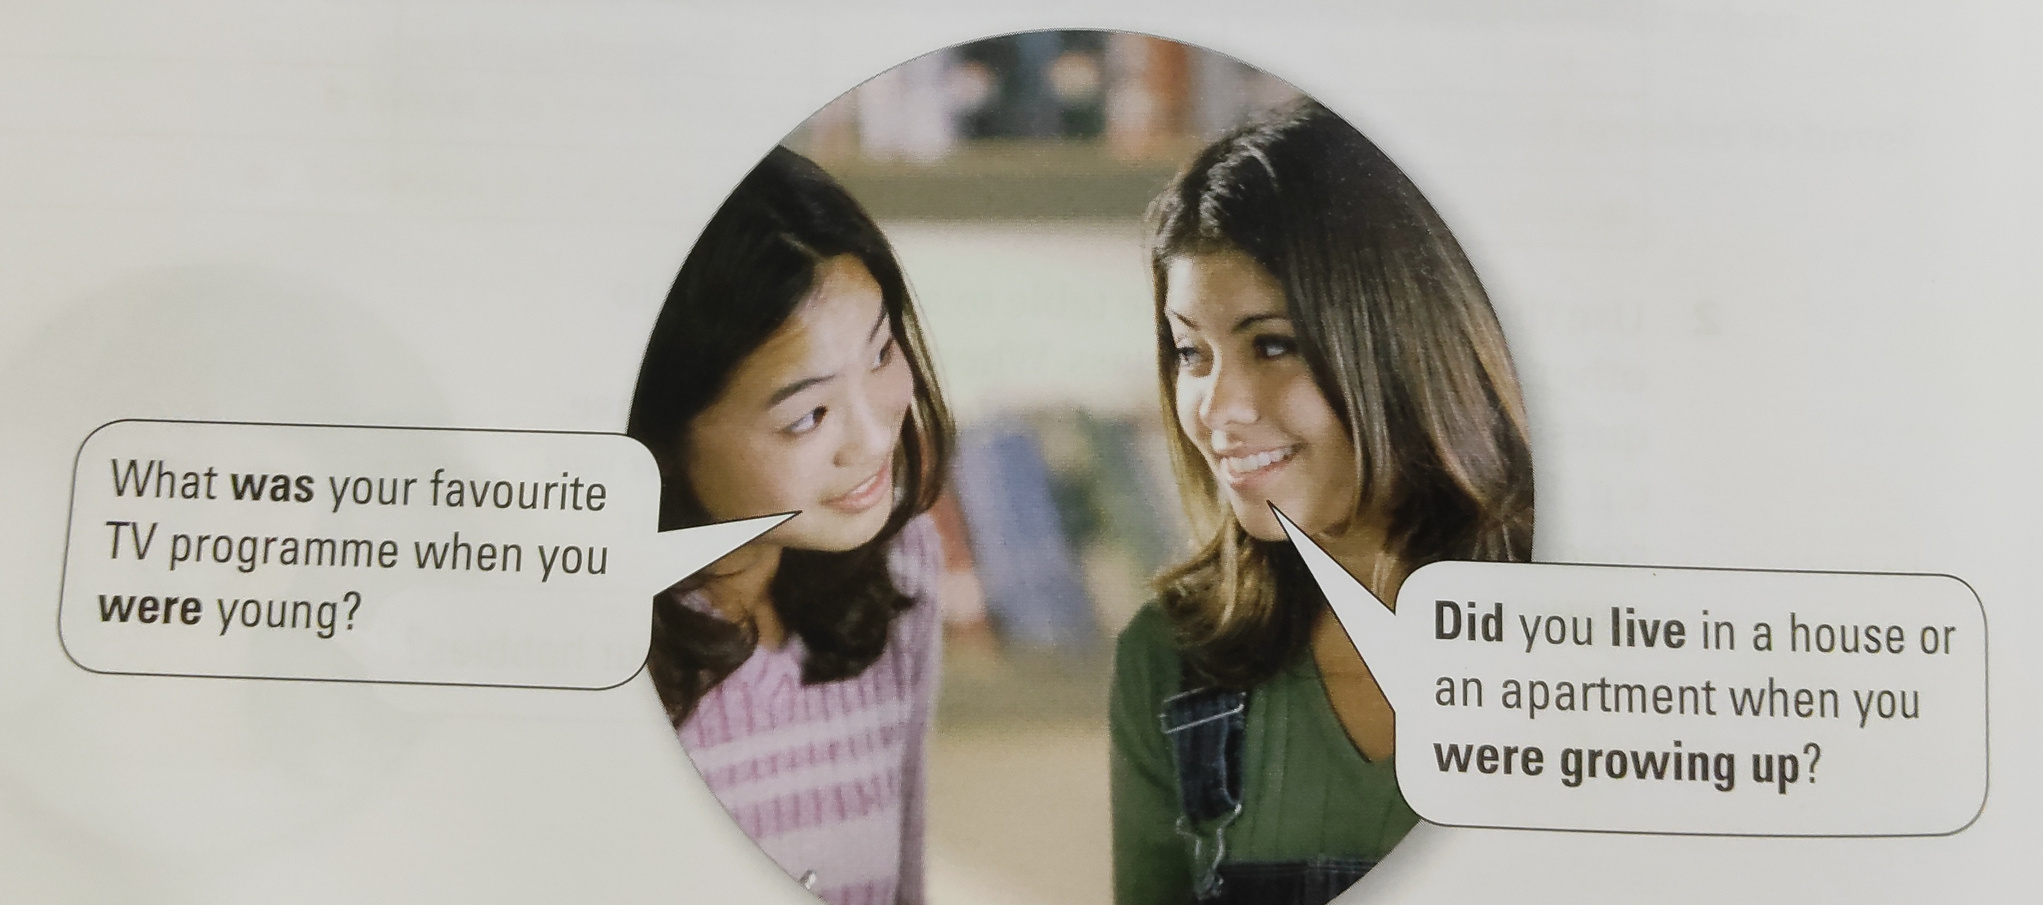 What was your favourite
TV programme when you
were young?
Did you live in a house or
an apartment when you
were growing up?